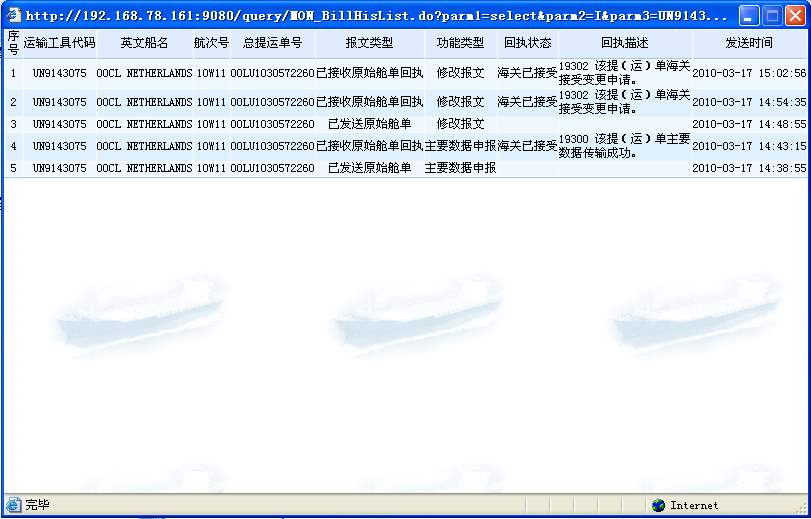 http://192.168.78.161:9080/query/MON_BillHisList.do?parm1=select&parm2=I&parm3=UN9143...
序号 运输工具代码 英文船名 航次号 总提运单号 报文类型 功能类型 回执状态 回执描述 发送时间
1 UN9143075 OOCL NETHERLANDS 10W11 OOLU1030572260 已接收原始舱单回执 修改报文 海关已接受 19302 该提（运）单海关接受变更申请。 2010-03-17 15:02:56
2 UN9143075 OOCL NETHERLANDS 10W11 OOLU1030572260 已接收原始舱单回执 修改报文 海关已接受 19302 该提（运）单海关接受变更申请。 2010-03-17 14:54:35
3 UN9143075 OOCL NETHERLANDS 10W11 OOLU1030572260 已发送原始舱单 修改报文 2010-03-17 14:48:55
4 UN9143075 OOCL NETHERLANDS 10W11 OOLU1030572260 已接收原始舱单回执 主要数据申报 海关已接受 19300 该提（运）单主要数据传输成功。 2010-03-17 14:43:15
5 UN9143075 OOCL NETHERLANDS 10W11 OOLU1030572260 已发送原始舱单 主要数据申报 2010-03-17 14:38:55
完毕 Internet